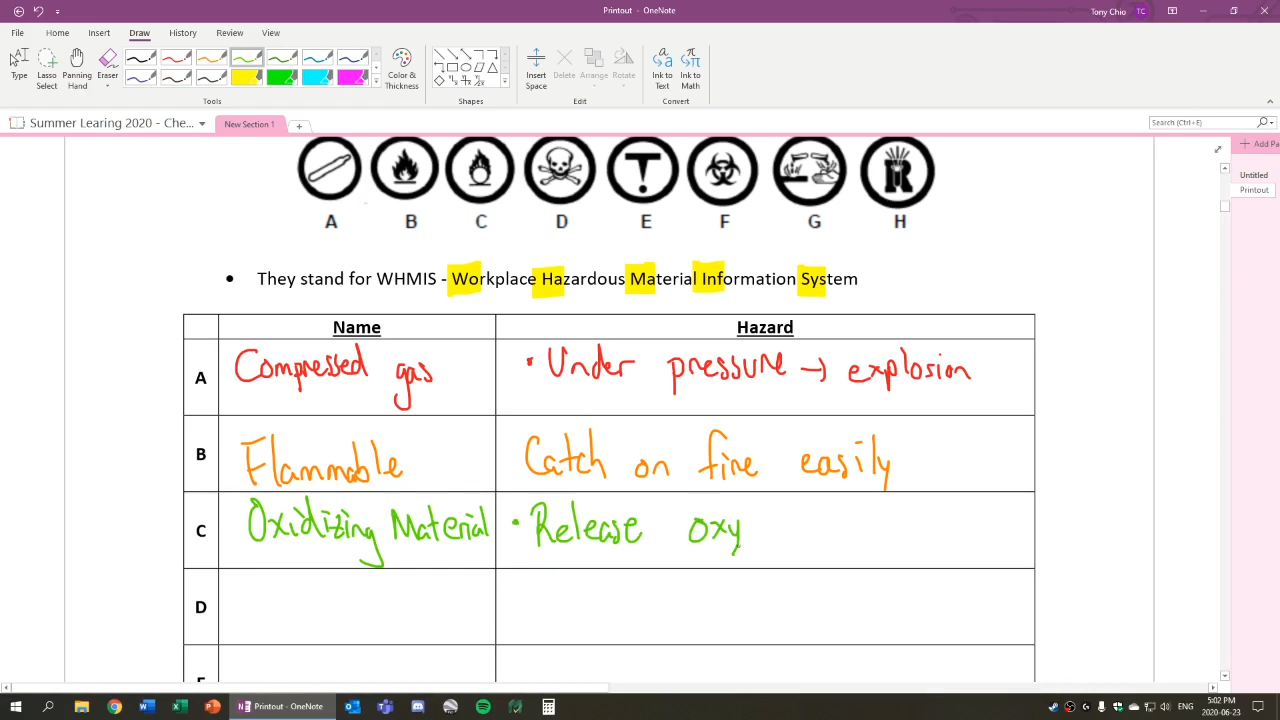 Printout - OneNote
Tony Chio
File Home Insert Draw History Review View
Type Lasso Select Panning Hand Eraser Color & Thickness Insert Space Delete Arrange Rotate Ink to Text Ink to Math
Tools Shapes Edit Convert
Summer Learing 2020 - Che... New Section 1 + Search (Ctrl+E)
Add Pa
Untitled
Printout
A B C D E F G H
• They stand for WHMIS - Workplace Hazardous Material Information System
Name Hazard
A Compressed gas • Under pressure → explosion
B Flammable Catch on fire easily
C Oxidizing Material • Release oxy
D
E
Printout - OneNote
5:02 PM
2020-06-23